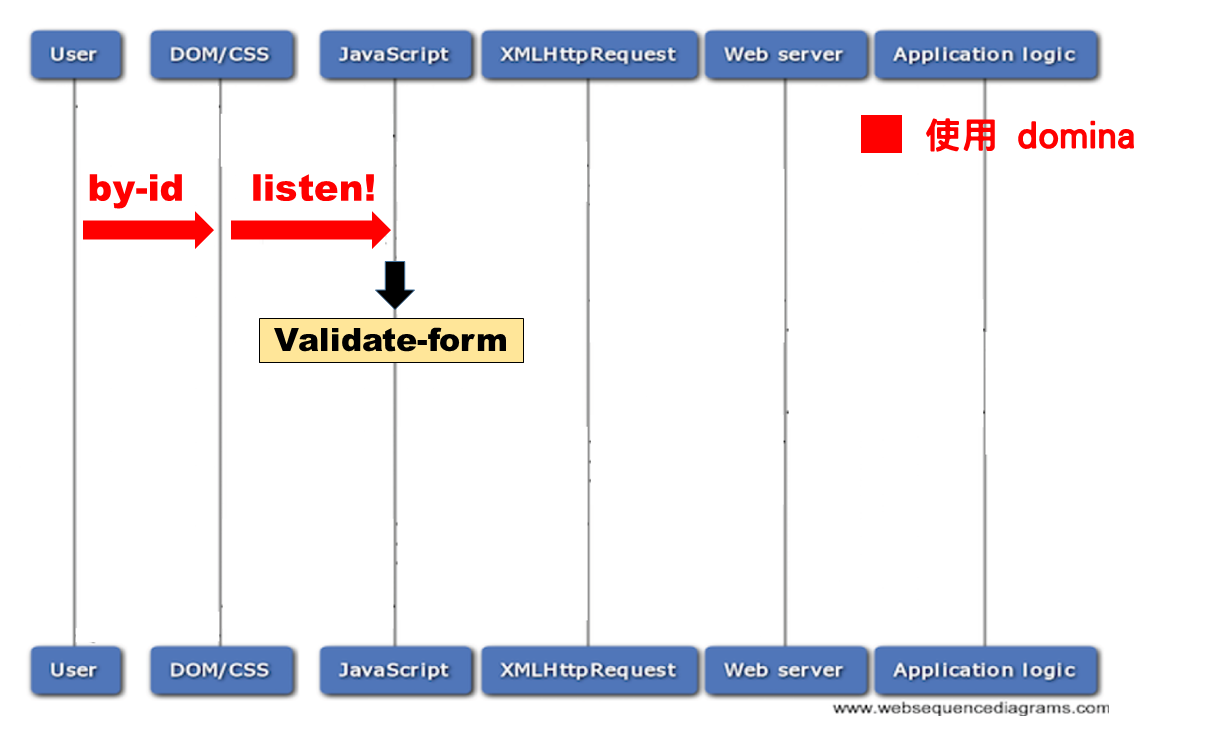 User DOM/CSS JavaScript XMLHttpRequest Web server Application logic
使用 domina
by-id listen!
Validate-form
User DOM/CSS JavaScript XMLHttpRequest Web server Application logic
www.websequencediagrams.com